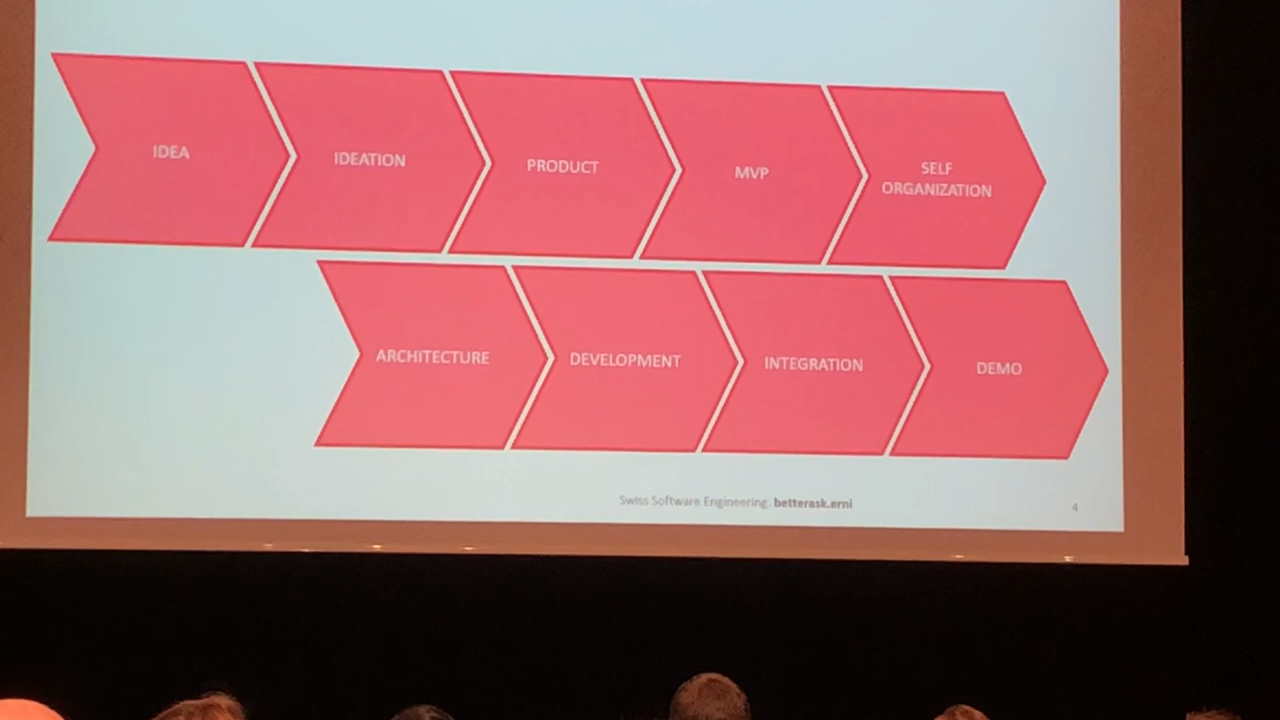 IDEA
IDEATION
PRODUCT
MVP
SELF
ORGANIZATION
ARCHITECTURE
DEVELOPMENT
INTEGRATION
DEMO
Swiss Software Engineering. betterask.erni
4